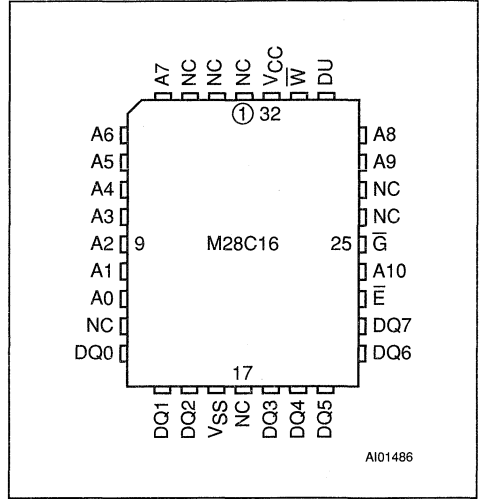 A7 NC NC NC VCC W̅ DU
1 32
A6 A8
A5 A9
A4 NC
A3 NC
A2 9 M28C16 25 G̅
A1 A10
A0 E̅
NC DQ7
DQ0 DQ6
17
DQ1 DQ2 VSS NC DQ3 DQ4 DQ5
AI01486